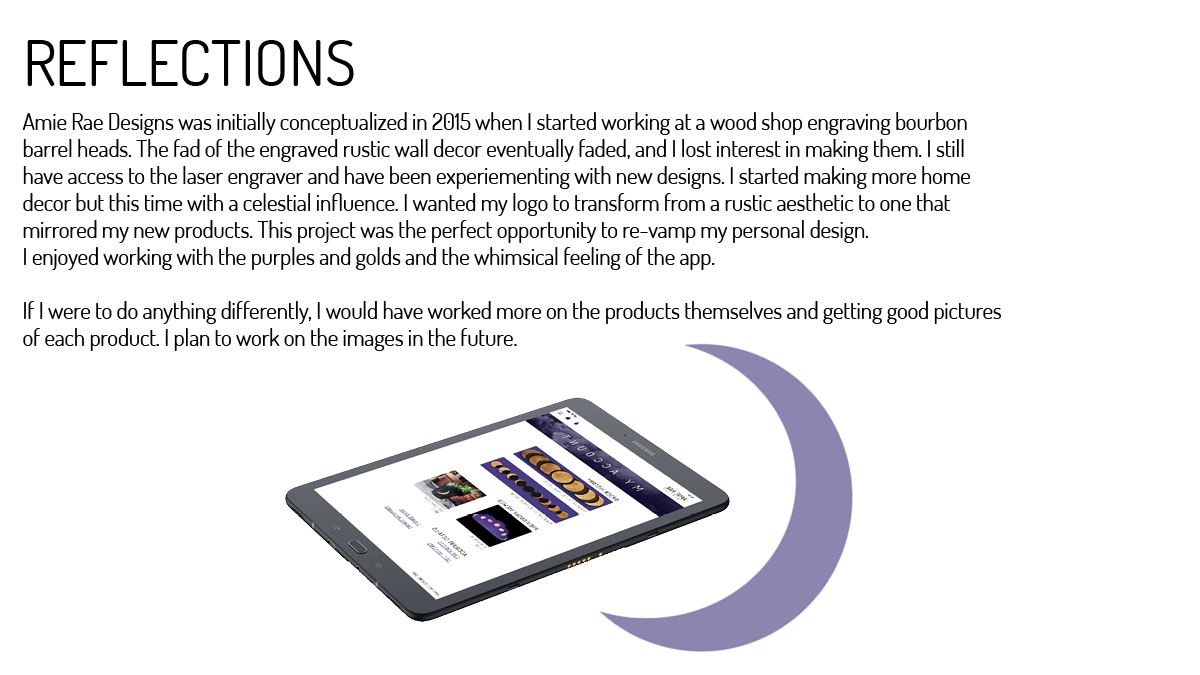 REFLECTIONS
Amie Rae Designs was initially conceptualized in 2015 when I started working at a wood shop engraving bourbon
barrel heads. The fad of the engraved rustic wall decor eventually faded, and I lost interest in making them. I still
have access to the laser engraver and have been experiementing with new designs. I started making more home
decor but this time with a celestial influence. I wanted my logo to transform from a rustic aesthetic to one that
mirrored my new products. This project was the perfect opportunity to re-vamp my personal design.
I enjoyed working with the purples and golds and the whimsical feeling of the app.
If I were to do anything differently, I would have worked more on the products themselves and getting good pictures
of each product. I plan to work on the images in the future.
SAMSUNG
MY ACCOUNT